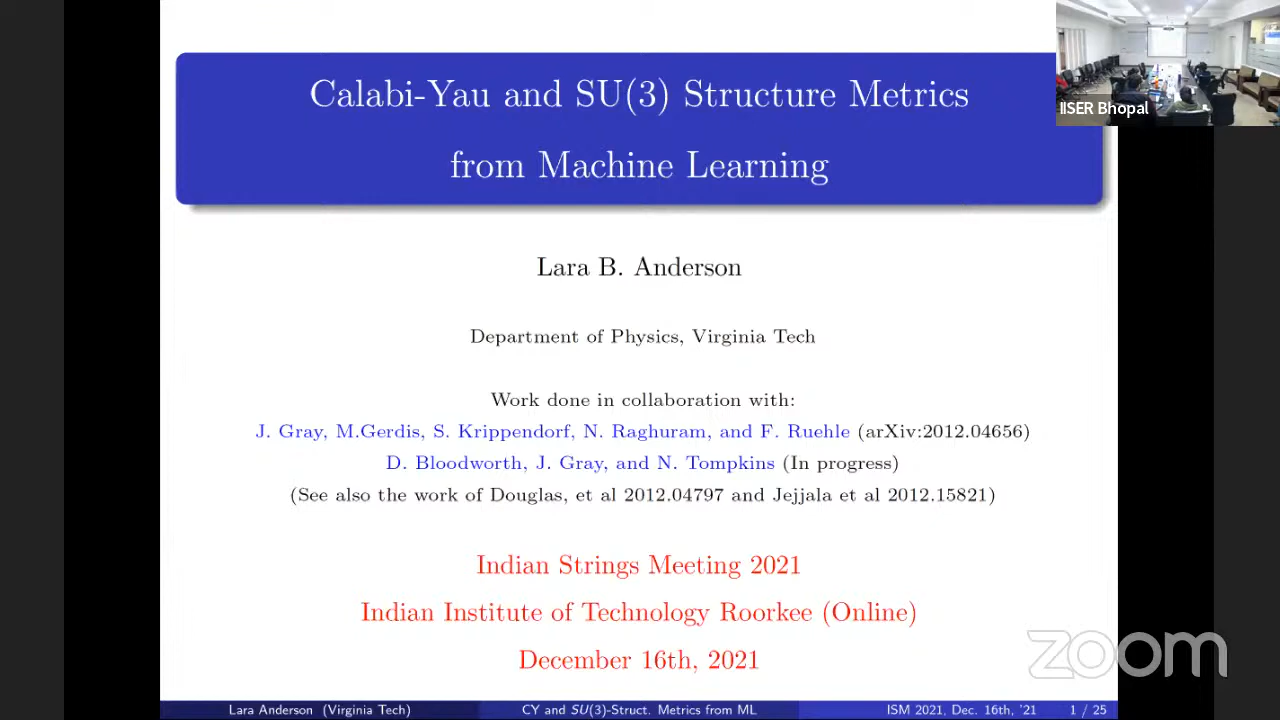 Calabi-Yau and SU(3) Structure Metrics
from Machine Learning
IISER Bhopal
Lara B. Anderson
Department of Physics, Virginia Tech
Work done in collaboration with:
J. Gray, M.Gerdis, S. Krippendorf, N. Raghuram, and F. Ruehle (arXiv:2012.04656)
D. Bloodworth, J. Gray, and N. Tompkins (In progress)
(See also the work of Douglas, et al 2012.04797 and Jejjala et al 2012.15821)
Indian Strings Meeting 2021
Indian Institute of Technology Roorkee (Online)
December 16th, 2021
zoom
Lara Anderson (Virginia Tech) CY and SU(3)-Struct. Metrics from ML ISM 2021, Dec. 16th, '21 1 / 25